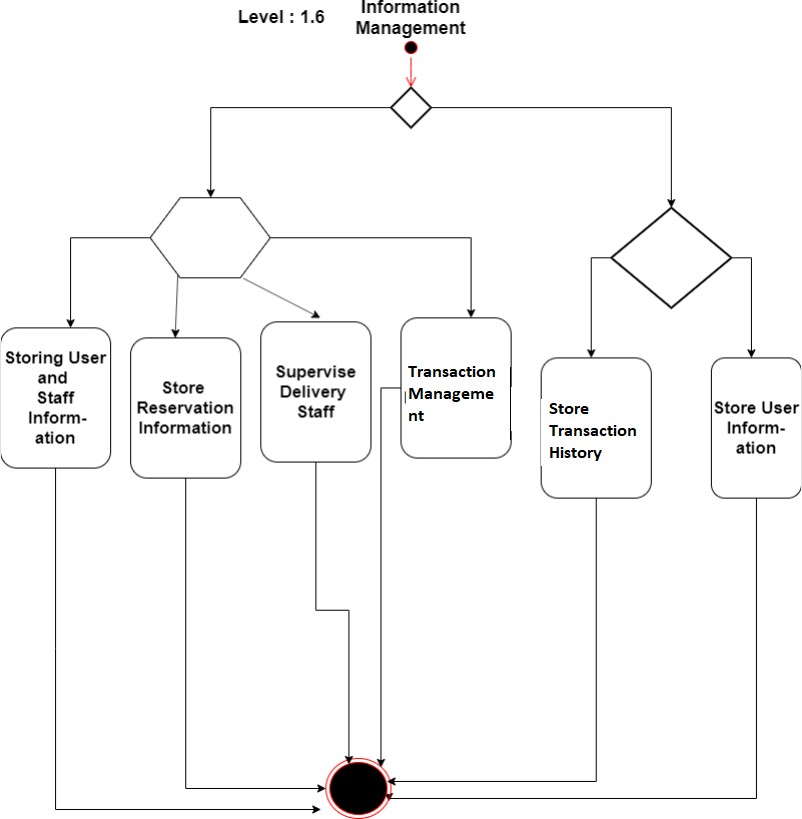 Level : 1.6
Information
Management
Storing User
and
Staff
Inform-
ation
Store
Reservation
Information
Supervise
Delivery
Staff
Transaction
Manageme
nt
Store
Transaction
History
Store User
Inform-
ation